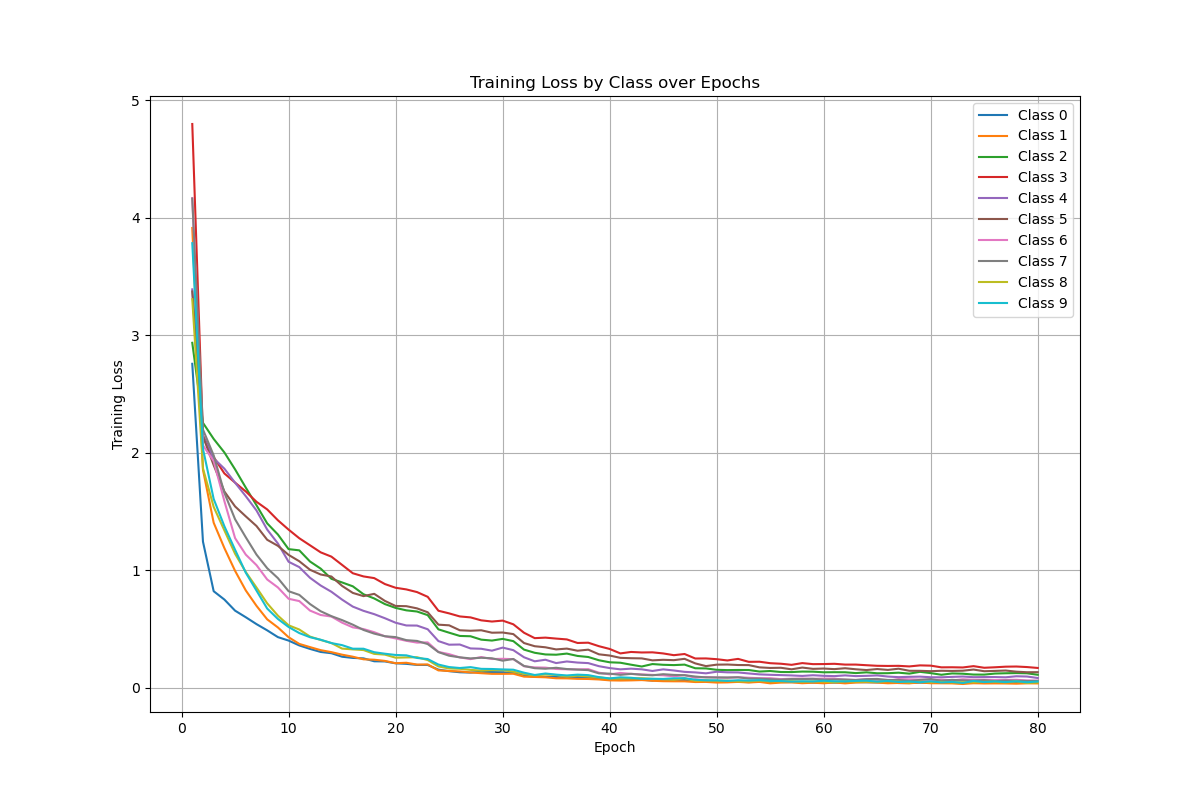 Training Loss by Class over Epochs
5
4
3
2
1
0
Training Loss
0 10 20 30 40 50 60 70 80
Epoch
Class 0
Class 1
Class 2
Class 3
Class 4
Class 5
Class 6
Class 7
Class 8
Class 9